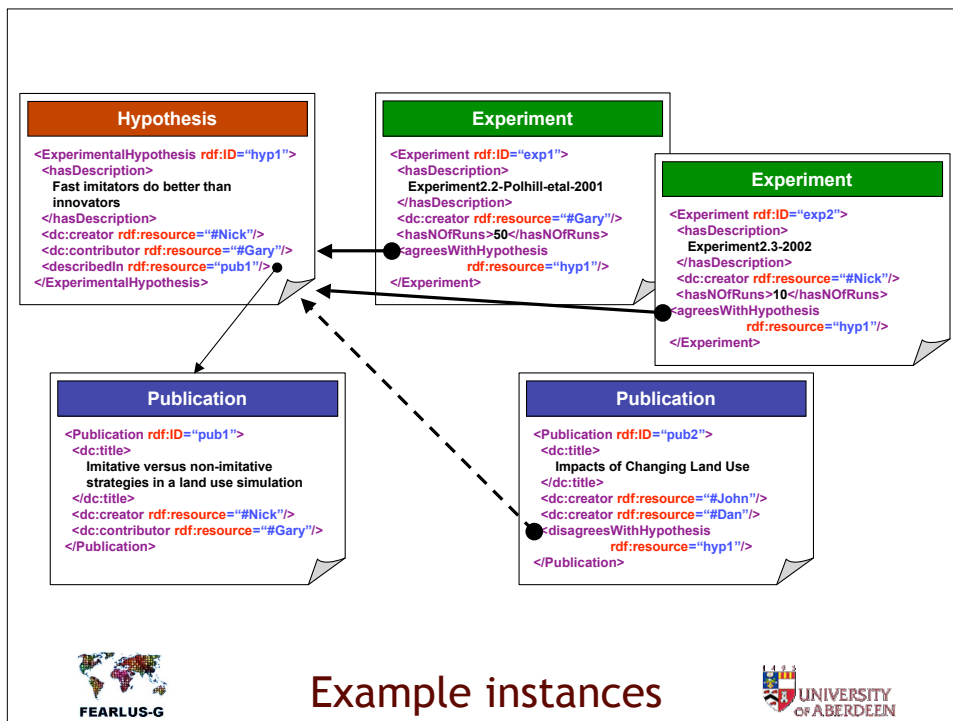 Hypothesis
<ExperimentalHypothesis rdf:ID=“hyp1”>
<hasDescription>
Fast imitators do better than
innovators
</hasDescription>
<dc:creator rdf:resource=“#Nick”/>
<dc:contributor rdf:resource=“#Gary”/>
<describedIn rdf:resource=“pub1”/>
</ExperimentalHypothesis>
Experiment
<Experiment rdf:ID=“exp1”>
<hasDescription>
Experiment2.2-Polhill-etal-2001
</hasDescription>
<dc:creator rdf:resource=“#Gary”/>
<hasNOfRuns>50</hasNOfRuns>
<agreesWithHypothesis
rdf:resource=“hyp1”/>
</Experiment>
Experiment
<Experiment rdf:ID=“exp2”>
<hasDescription>
Experiment2.3-2002
</hasDescription>
<dc:creator rdf:resource=“#Nick”/>
<hasNOfRuns>10</hasNOfRuns>
<agreesWithHypothesis
rdf:resource=“hyp1”/>
</Experiment>
Publication
<Publication rdf:ID=“pub1”>
<dc:title>
Imitative versus non-imitative
strategies in a land use simulation
</dc:title>
<dc:creator rdf:resource=“#Nick”/>
<dc:contributor rdf:resource=“#Gary”/>
</Publication>
Publication
<Publication rdf:ID=“pub2”>
<dc:title>
Impacts of Changing Land Use
</dc:title>
<dc:creator rdf:resource=“#John”/>
<dc:creator rdf:resource=“#Dan”/>
<disagreesWithHypothesis
rdf:resource=“hyp1”/>
</Publication>
FEARLUS-G
Example instances
UNIVERSITY
OF ABERDEEN